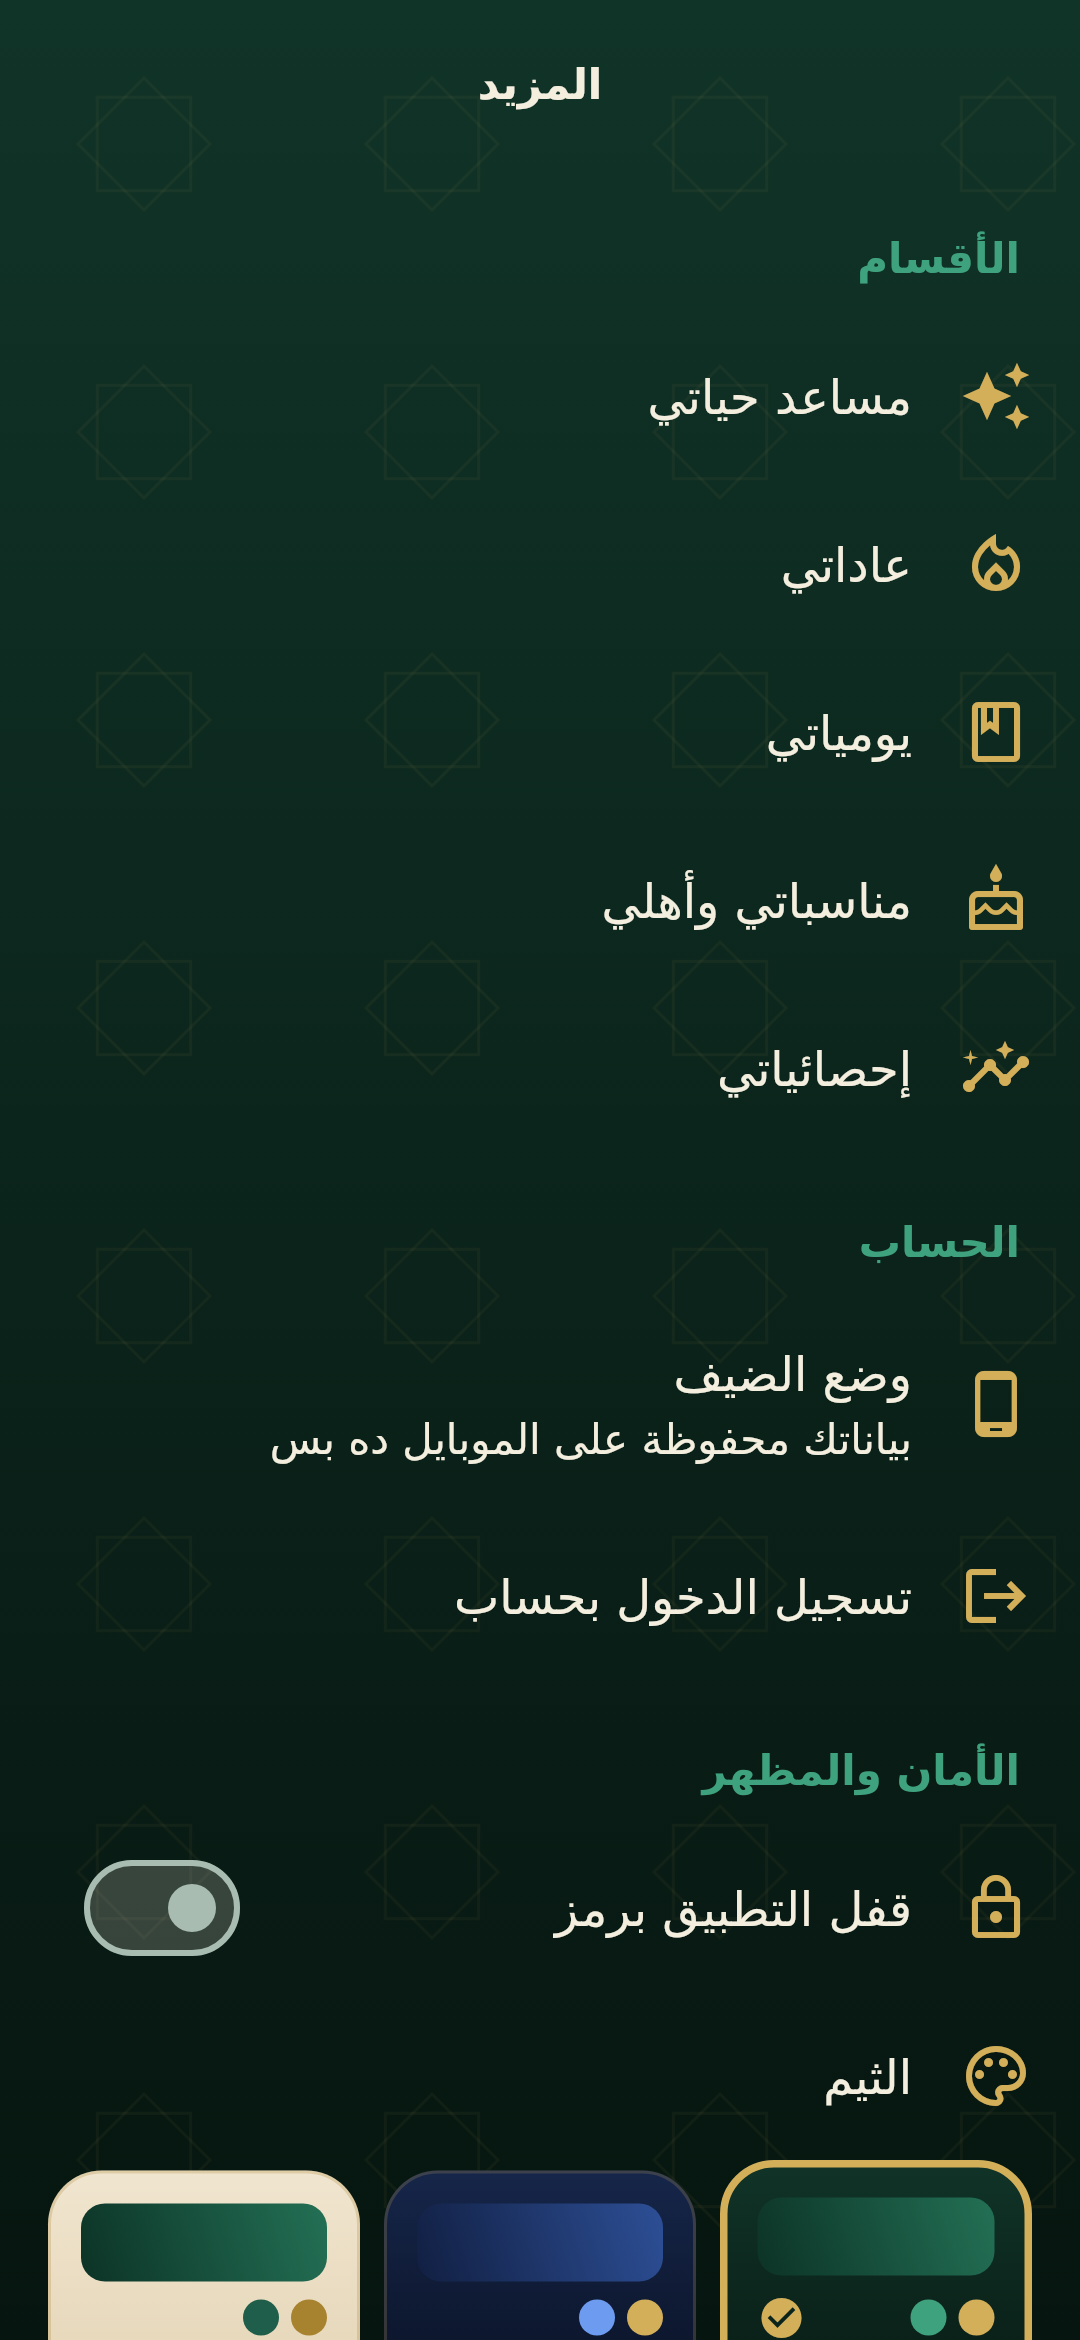 المزيد
الأقسام
مساعد حياتي
عاداتي
يومياتي
مناسباتي وأهلي
إحصائياتي
الحساب
وضع الضيف
بياناتك محفوظة على الموبايل ده بس
تسجيل الدخول بحساب
الأمان والمظهر
قفل التطبيق برمز
الثيم